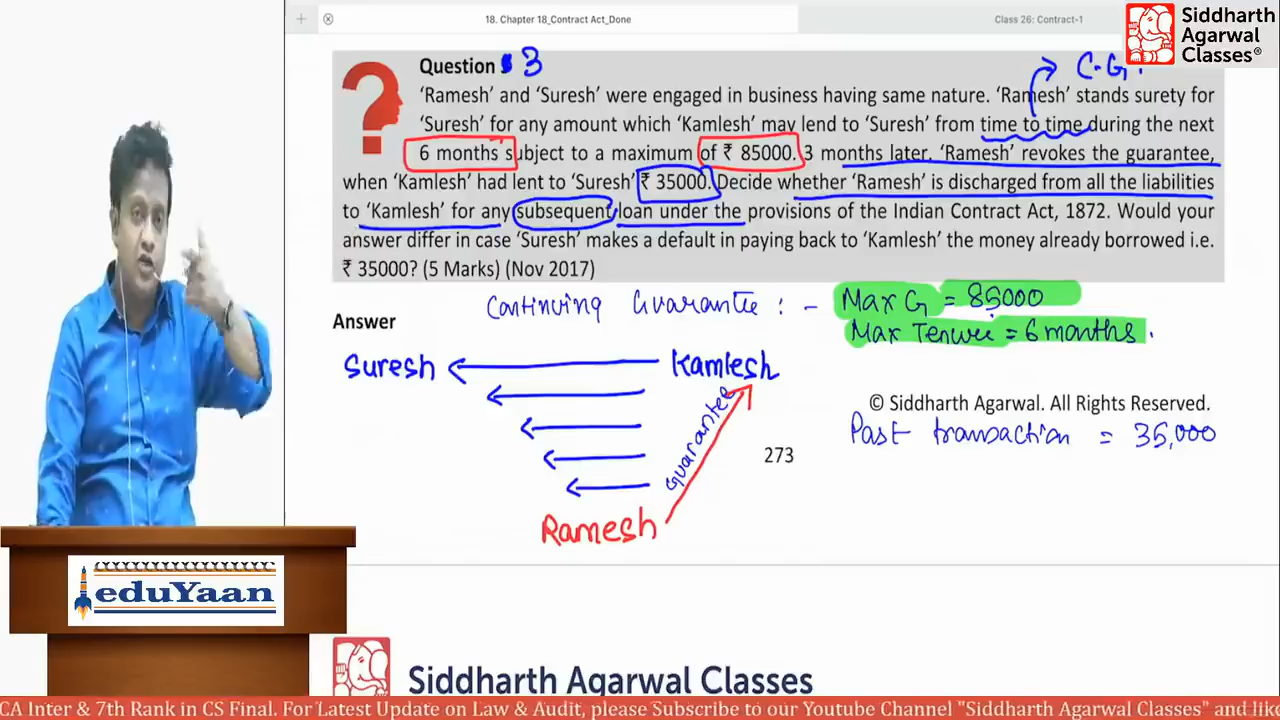 18. Chapter 18_Contract Act_Done
Class 26: Contract-1
Siddharth
Agarwal
Classes®
Question 3
C.G.
'Ramesh' and 'Suresh' were engaged in business having same nature. 'Ramesh' stands surety for
'Suresh' for any amount which 'Kamlesh' may lend to 'Suresh' from time to time during the next
6 months subject to a maximum of ₹ 85000. 3 months later, 'Ramesh' revokes the guarantee,
when 'Kamlesh' had lent to 'Suresh' ₹ 35000. Decide whether 'Ramesh' is discharged from all the liabilities
to 'Kamlesh' for any subsequent loan under the provisions of the Indian Contract Act, 1872. Would your
answer differ in case 'Suresh' makes a default in paying back to 'Kamlesh' the money already borrowed i.e.
₹ 35000? (5 Marks) (Nov 2017)
Continuing Guarantee : - Max G = 85000
Max Tenure = 6 months.
Answer
Suresh
Kamlesh
Guarantee
Ramesh
© Siddharth Agarwal. All Rights Reserved.
Past transaction = 35,000
273
eduYaan
Siddharth Agarwal Classes
CA Inter & 7th Rank in CS Final. For Latest Update on Law & Audit, please Subscribe to our Youtube Channel "Siddharth Agarwal Classes" and like